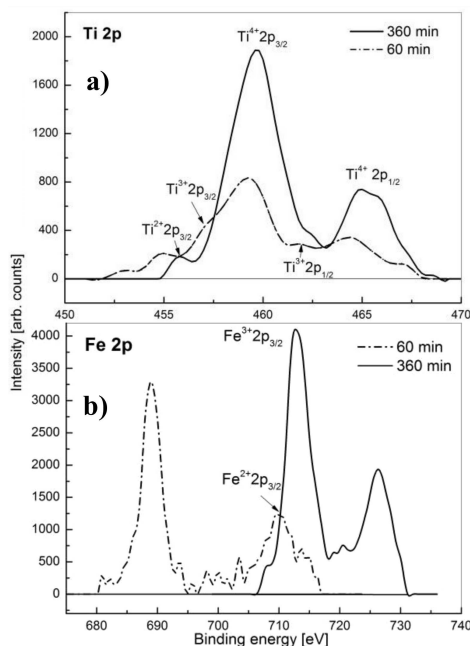 Ti 2p
a)
Ti⁴⁺2p₃/₂
360 min
60 min
Ti³⁺2p₃/₂
Ti²⁺2p₃/₂
Ti⁴⁺ 2p₁/₂
Ti³⁺2p₁/₂
2000
1600
1200
800
400
0
450 455 460 465 470
Intensity [arb. counts]
Fe 2p
b)
Fe³⁺2p₃/₂
60 min
360 min
Fe²⁺2p₃/₂
4000
3500
3000
2500
2000
1500
1000
500
0
680 690 700 710 720 730 740
Binding energy [eV]